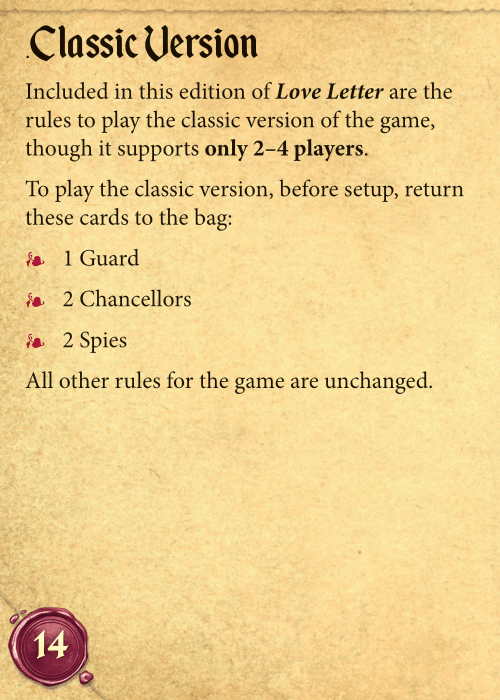 Classic Version
Included in this edition of Love Letter are the
rules to play the classic version of the game,
though it supports only 2–4 players.
To play the classic version, before setup, return
these cards to the bag:
1 Guard
2 Chancellors
2 Spies
All other rules for the game are unchanged.
14